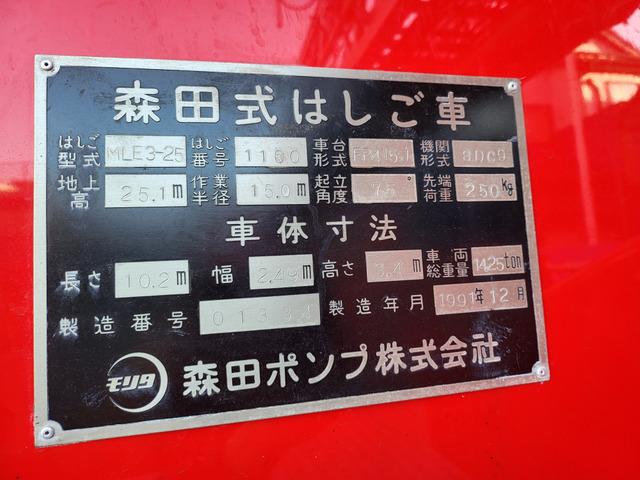 森田式はしご車
はしご型式 MLE3-25 はしご番号 1160 車台形式 機関形式
地上高 25.1m 作業半径 15.0m 起立角度 75° 先端荷重 250kg
車体寸法
長さ 10.2m 幅 2.49m 高さ 3.4m 車両総重量 14.25ton
製造番号 製造年月 1991年12月
モリタ 森田ポンプ株式会社